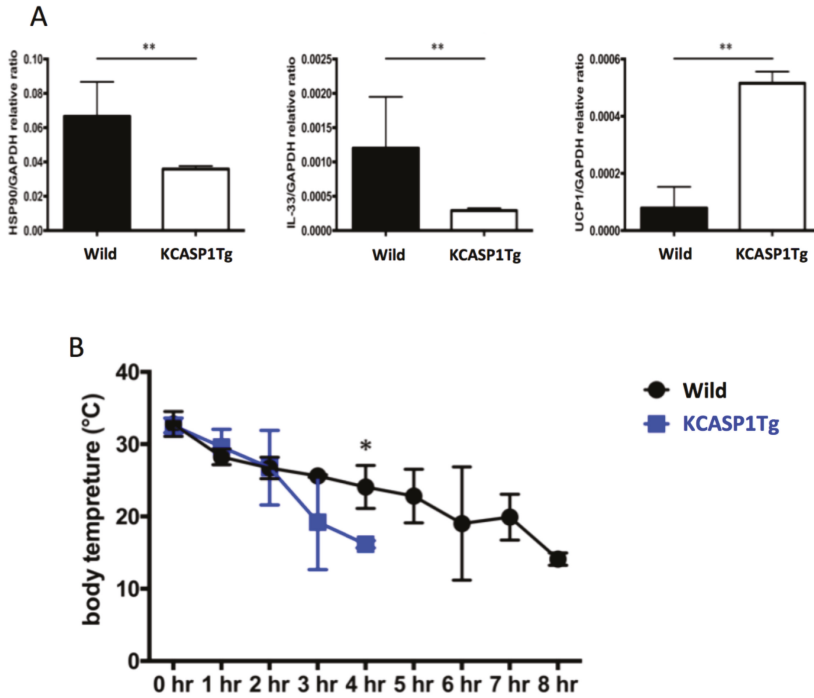 A
**
**
**
HSP90/GAPDH relative ratio
0.10
0.08
0.06
0.04
0.02
0.00
Wild
KCASP1Tg
IL-33/GAPDH relative ratio
0.0025
0.0020
0.0015
0.0010
0.0005
0.0000
Wild
KCASP1Tg
UCP1/GAPDH relative ratio
0.0006
0.0004
0.0002
0.0000
Wild
KCASP1Tg
B
body tempreture (°C)
40
30
20
10
0
*
0 hr 1 hr 2 hr 3 hr 4 hr 5 hr 6 hr 7 hr 8 hr
Wild
KCASP1Tg